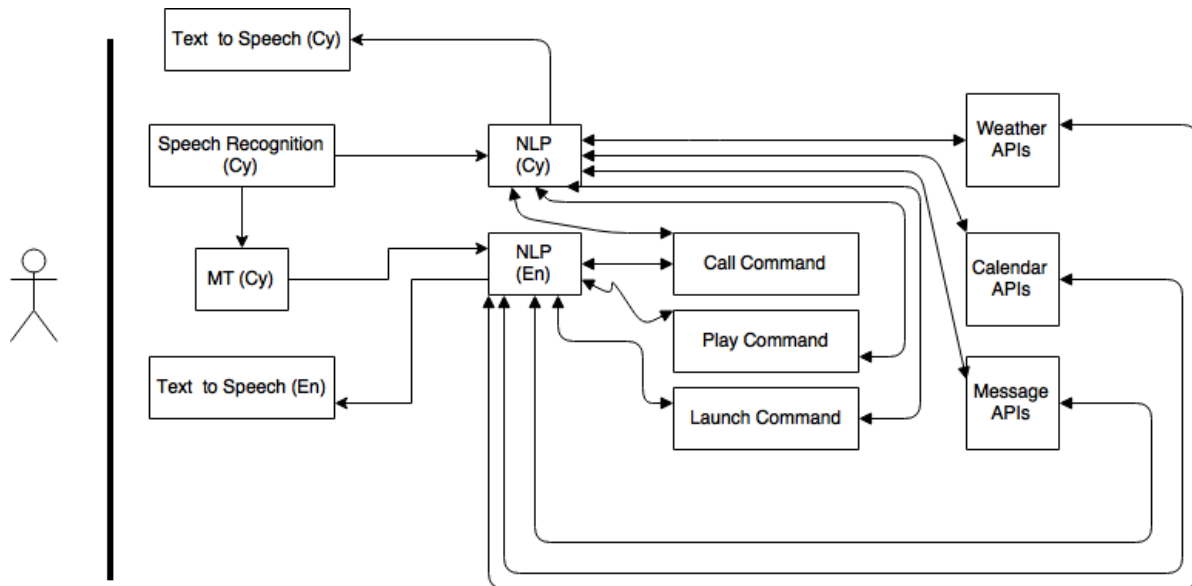 Text to Speech (Cy)
Speech Recognition
(Cy)
NLP
(Cy)
Weather
APIs
MT (Cy)
NLP
(En)
Call Command
Calendar
APIs
Play Command
Text to Speech (En)
Launch Command
Message
APIs